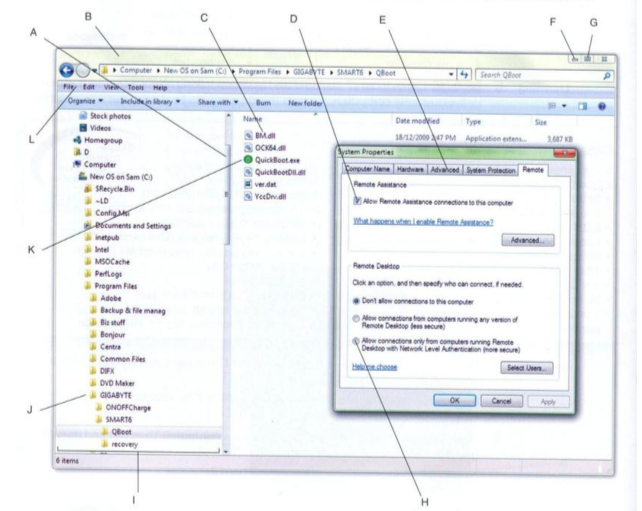 A
B
C
D
E
F
G
Computer ▸ New OS on Sam (C:) ▸ Program Files ▸ GIGABYTE ▸ SMART6 ▸ QBoot
Search QBoot
File Edit View Tools Help
Organize Include in library Share with Burn New folder
Stock photos
Videos
Homegroup
D
Computer
New OS on Sam (C:)
SRecycle.Bin
~LD
Config.Msi
Documents and Settings
inetpub
Intel
MSOCache
PerfLogs
Program Files
Adobe
Backup & file manag
Bio stuff
Bonjour
Centra
Common Files
DIFX
DVD Maker
GIGABYTE
ONOFFCharge
SMART6
QBoot
recovery
Name Date modified Type Size
BM.dll 18/12/2009 2:47 PM Application extens... 3,687 KB
OCK64.dll
QuickBoot.exe
QuickBootDll.dll
ver.dat
YccDrv.dll
System Properties
Computer Name Hardware Advanced System Protection Remote
Remote Assistance
Allow Remote Assistance connections to this computer
What happens when I enable Remote Assistance?
Advanced...
Remote Desktop
Click an option, and then specify who can connect, if needed.
Don't allow connections to this computer
Allow connections from computers running any version of
Remote Desktop (less secure)
Allow connections only from computers running Remote
Desktop with Network Level Authentication (more secure)
Help me choose
Select Users...
OK Cancel Apply
6 items
L
K
J
I
H